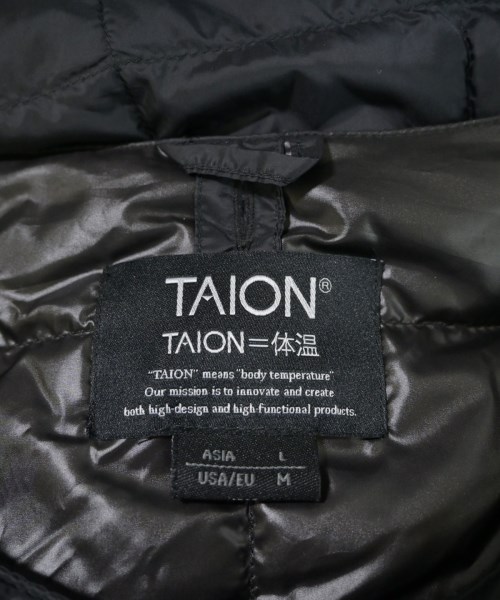 TAION®
TAION=体温
"TAION" means "body temperature"
Our mission is to innovate and create
both high-design and high-functional products.
ASIA L
USA/EU M